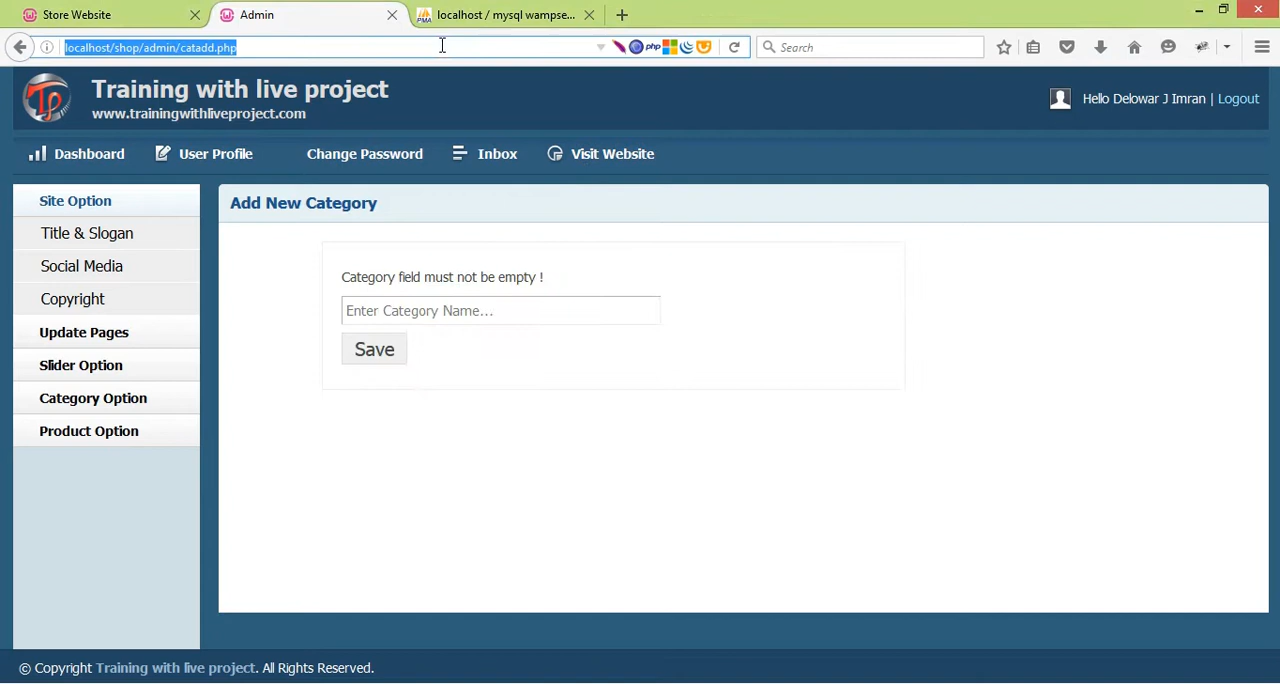 Store Website
Admin
localhost / mysql wampse...
localhost/shop/admin/catadd.php
php
Search
Training with live project
www.trainingwithliveproject.com
Hello Delowar J Imran | Logout
Dashboard
User Profile
Change Password
Inbox
Visit Website
Site Option
Title & Slogan
Social Media
Copyright
Update Pages
Slider Option
Category Option
Product Option
Add New Category
Category field must not be empty !
Enter Category Name...
Save
© Copyright Training with live project. All Rights Reserved.